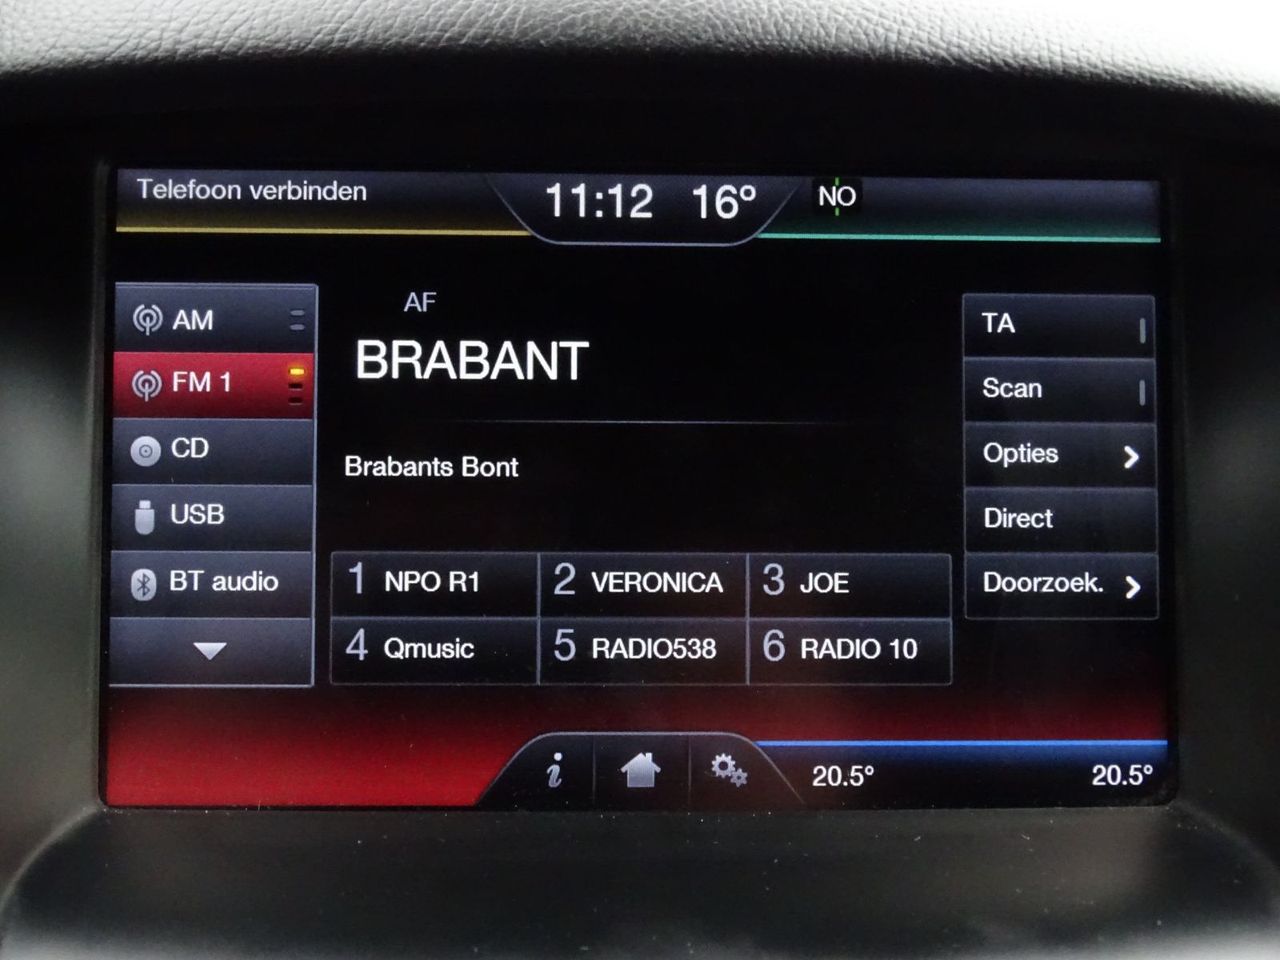 Telefoon verbinden
11:12 16° NO
AM
FM 1
CD
USB
BT audio
AF
BRABANT
Brabants Bont
1 NPO R1 2 VERONICA 3 JOE
4 Qmusic 5 RADIO538 6 RADIO 10
TA
Scan
Opties
Direct
Doorzoek.
i
20.5° 20.5°